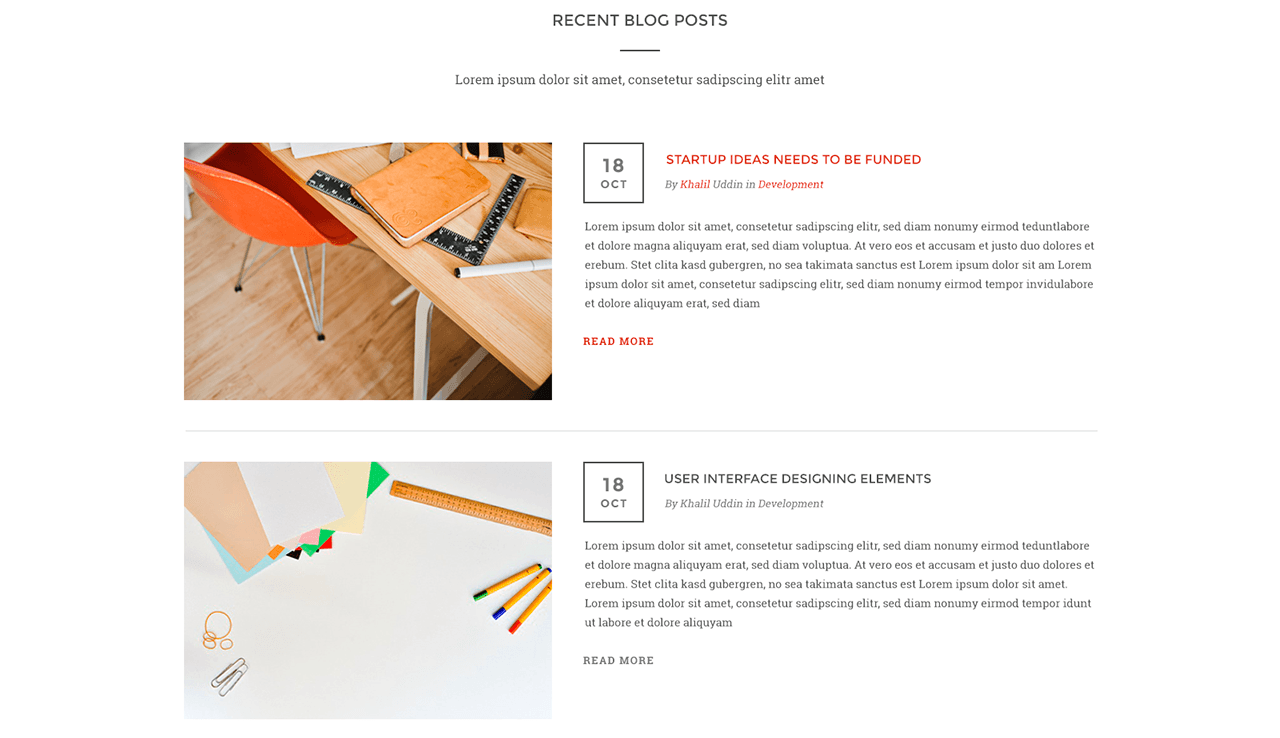 RECENT BLOG POSTS
Lorem ipsum dolor sit amet, consetetur sadipscing elitr amet
18
OCT
STARTUP IDEAS NEEDS TO BE FUNDED
By Khalil Uddin in Development
Lorem ipsum dolor sit amet, consetetur sadipscing elitr, sed diam nonumy eirmod teduntlabore
et dolore magna aliquyam erat, sed diam voluptua. At vero eos et accusam et justo duo dolores et
erebum. Stet clita kasd gubergren, no sea takimata sanctus est Lorem ipsum dolor sit am Lorem
ipsum dolor sit amet, consetetur sadipscing elitr, sed diam nonumy eirmod tempor invidulabore
et dolore aliquyam erat, sed diam
READ MORE
18
OCT
USER INTERFACE DESIGNING ELEMENTS
By Khalil Uddin in Development
Lorem ipsum dolor sit amet, consetetur sadipscing elitr, sed diam nonumy eirmod teduntlabore
et dolore magna aliquyam erat, sed diam voluptua. At vero eos et accusam et justo duo dolores et
erebum. Stet clita kasd gubergren, no sea takimata sanctus est Lorem ipsum dolor sit amet.
Lorem ipsum dolor sit amet, consetetur sadipscing elitr, sed diam nonumy eirmod tempor idunt
ut labore et dolore aliquyam
READ MORE